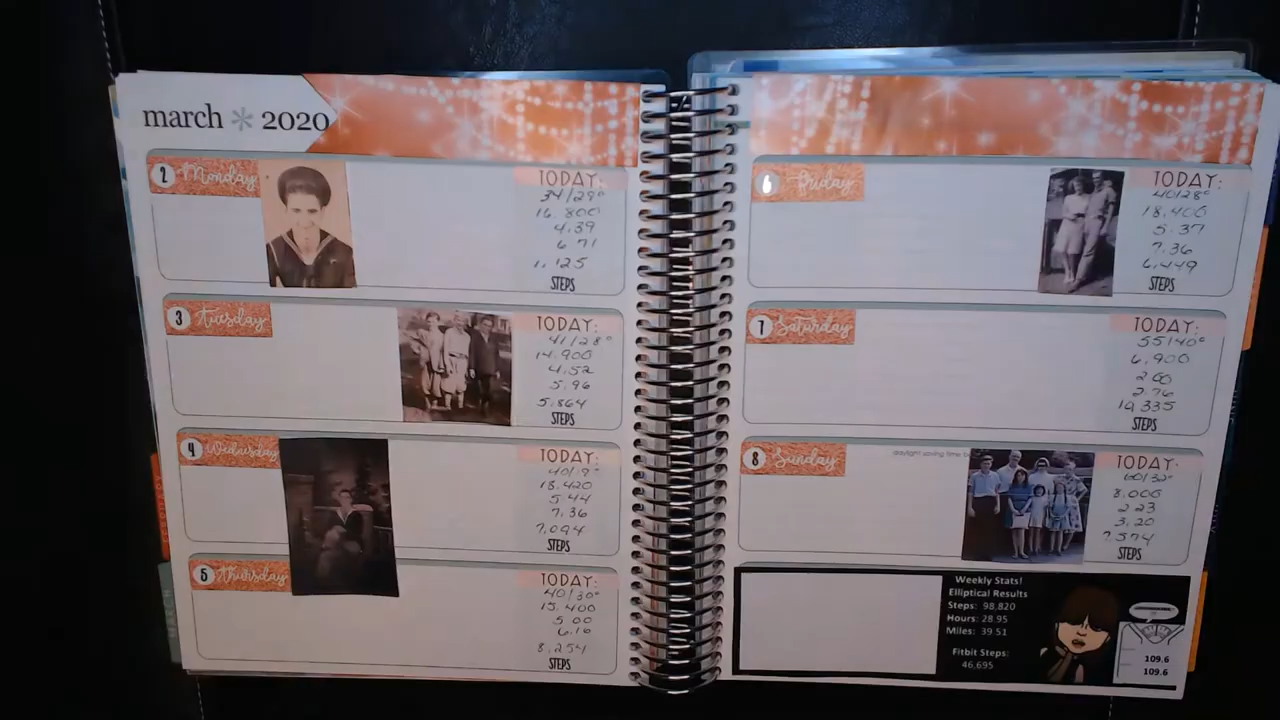 march * 2020
2 Monday
TODAY:
34/29°
16,800
4.39
6.71
1,125
STEPS
3 Tuesday
TODAY:
41/28°
14,900
4.52
5.96
5,864
STEPS
4 Wednesday
TODAY:
18,420
5.44
7.36
7,094
STEPS
5 Thursday
TODAY:
40/30°
15,400
5.00
6.16
8,254
STEPS
6 Friday
TODAY:
40/28°
18,400
5.37
7.36
6,449
STEPS
7 Saturday
TODAY:
55/40°
6,900
2.00
2.76
10,335
STEPS
8 Sunday
daylight saving time
TODAY:
60/32°
8,000
2.23
3.20
7,574
STEPS
Weekly Stats!
Elliptical Results
Steps: 98,820
Hours: 28.95
Miles: 39.51
Fitbit Steps:
46,695
109.6
109.6
FEBRUARY
MARCH